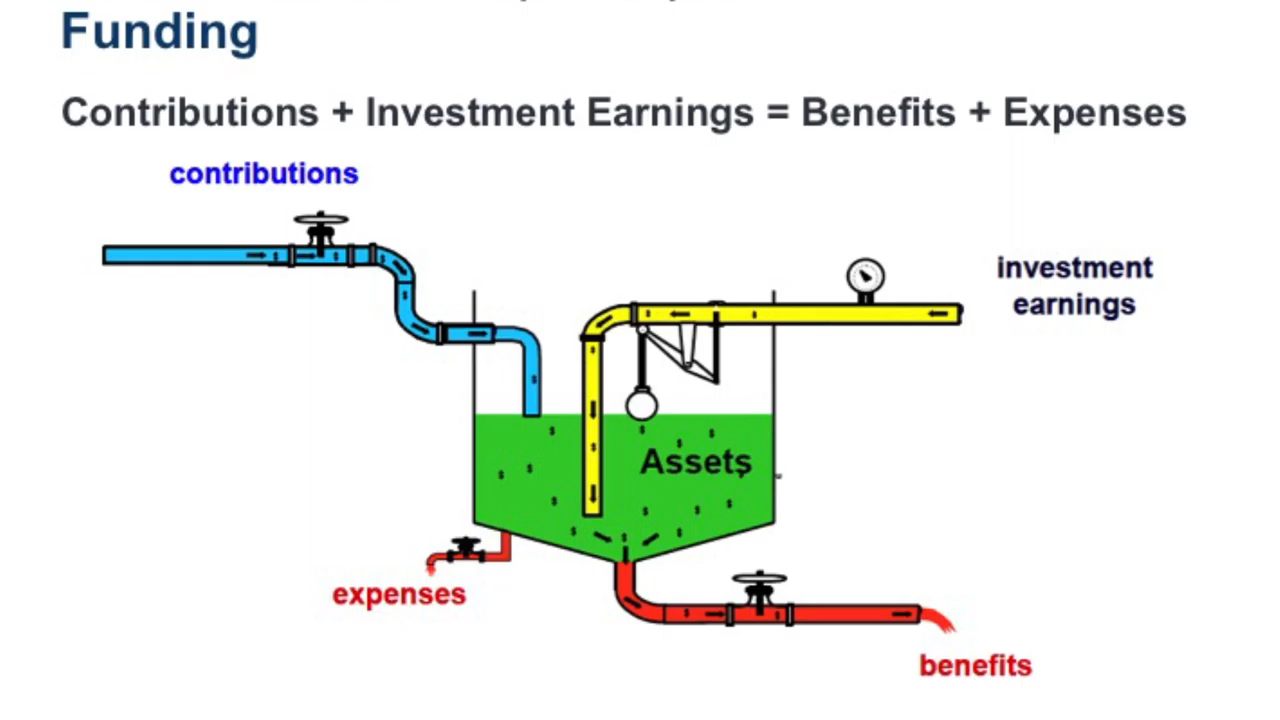 Funding
Contributions + Investment Earnings = Benefits + Expenses
contributions
investment
earnings
Assets
expenses
benefits